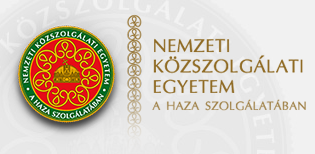 NEMZETI KÖZSZOLGÁLATI EGYETEM
A HAZA SZOLGÁLATÁBAN
NEMZETI
KÖZSZOLGÁLATI
EGYETEM
A HAZA SZOLGÁLATÁBAN